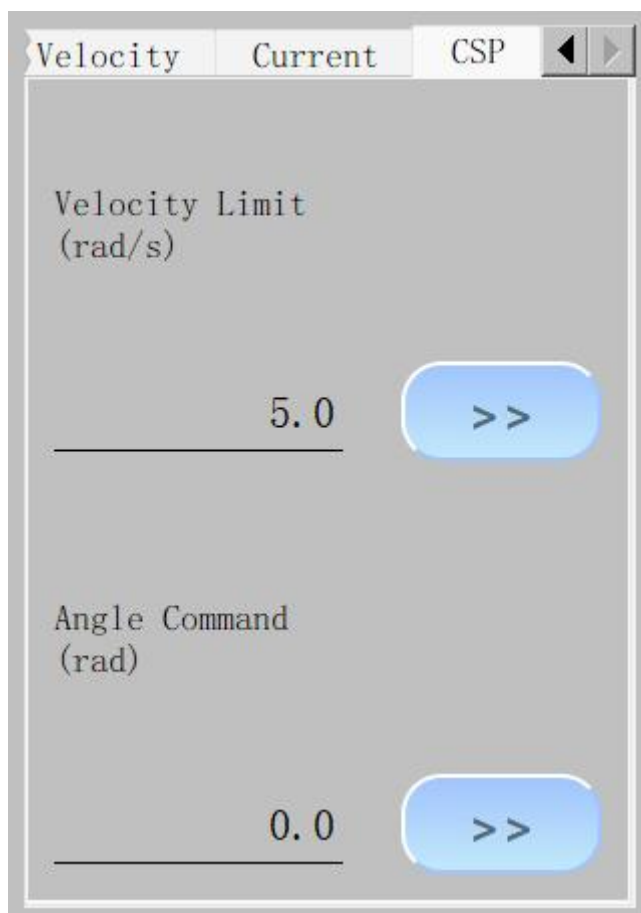 Velocity Current CSP
Velocity Limit
(rad/s)
5.0 >>
Angle Command
(rad)
0.0 >>